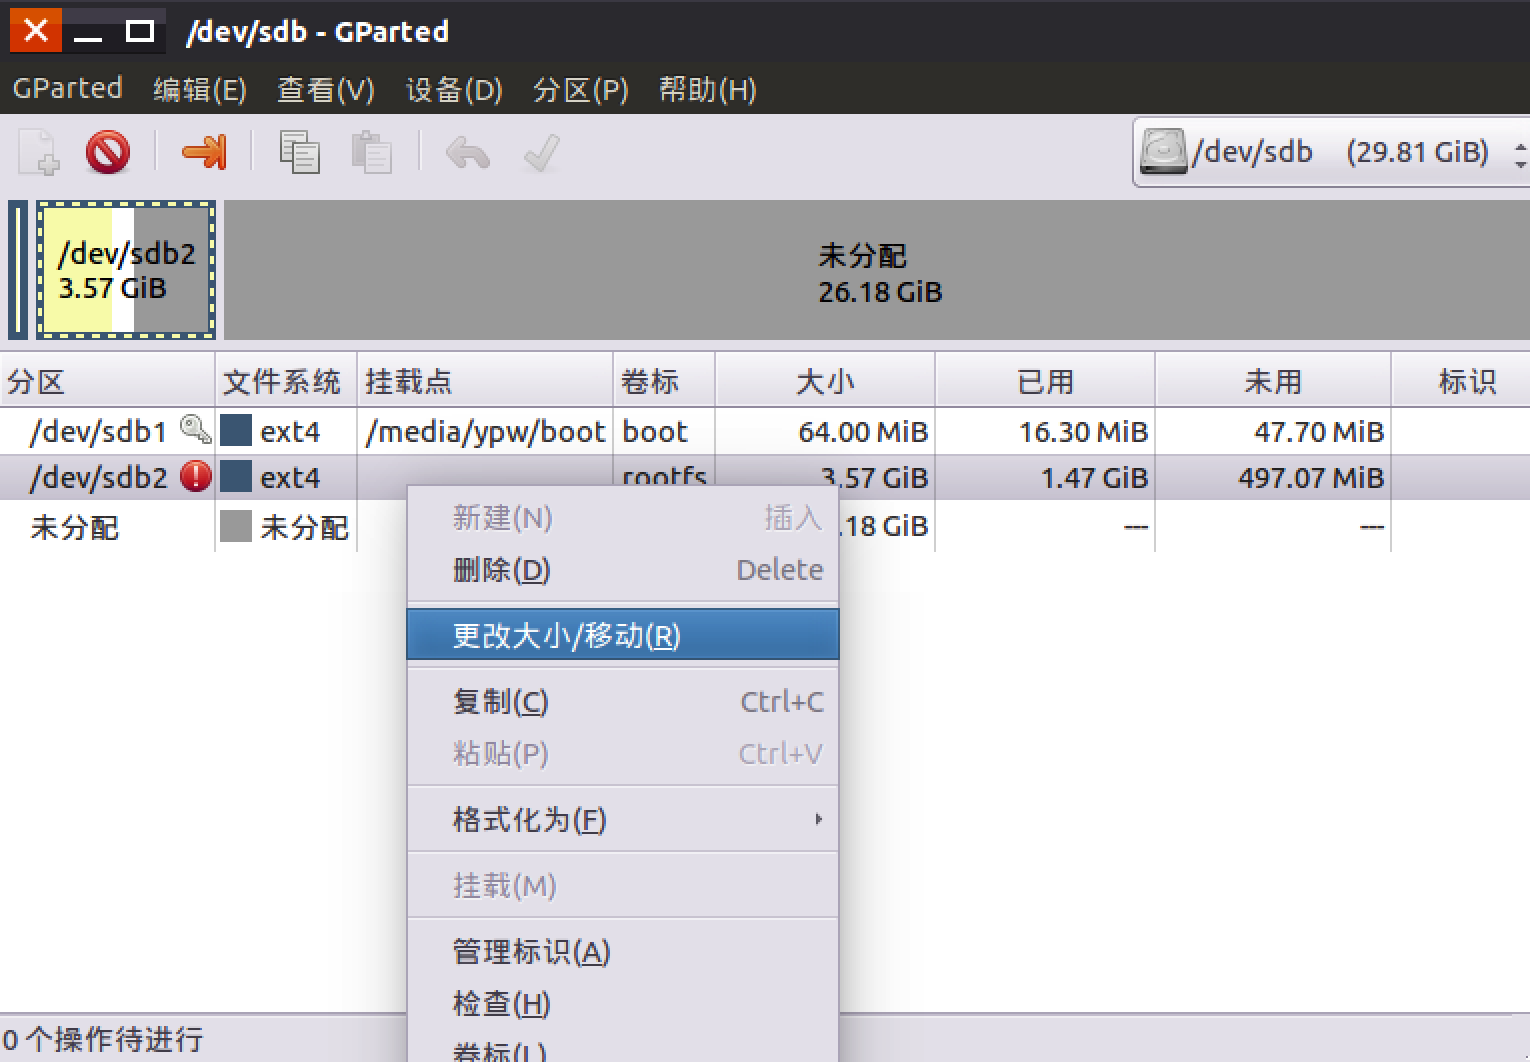 /dev/sdb - GParted
GParted 编辑(E) 查看(V) 设备(D) 分区(P) 帮助(H)
/dev/sdb (29.81 GiB)
/dev/sdb2
3.57 GiB
未分配
26.18 GiB
分区 文件系统 挂载点 卷标 大小 已用 未用 标识
/dev/sdb1 ext4 /media/ypw/boot boot 64.00 MiB 16.30 MiB 47.70 MiB
/dev/sdb2 ext4 rootfs 3.57 GiB 1.47 GiB 497.07 MiB
未分配 未分配 .18 GiB --- ---
新建(N) 插入
删除(D) Delete
更改大小/移动(R)
复制(C) Ctrl+C
粘贴(P) Ctrl+V
格式化为(F)
挂载(M)
管理标识(A)
检查(H)
卷标(L)
0 个操作待进行